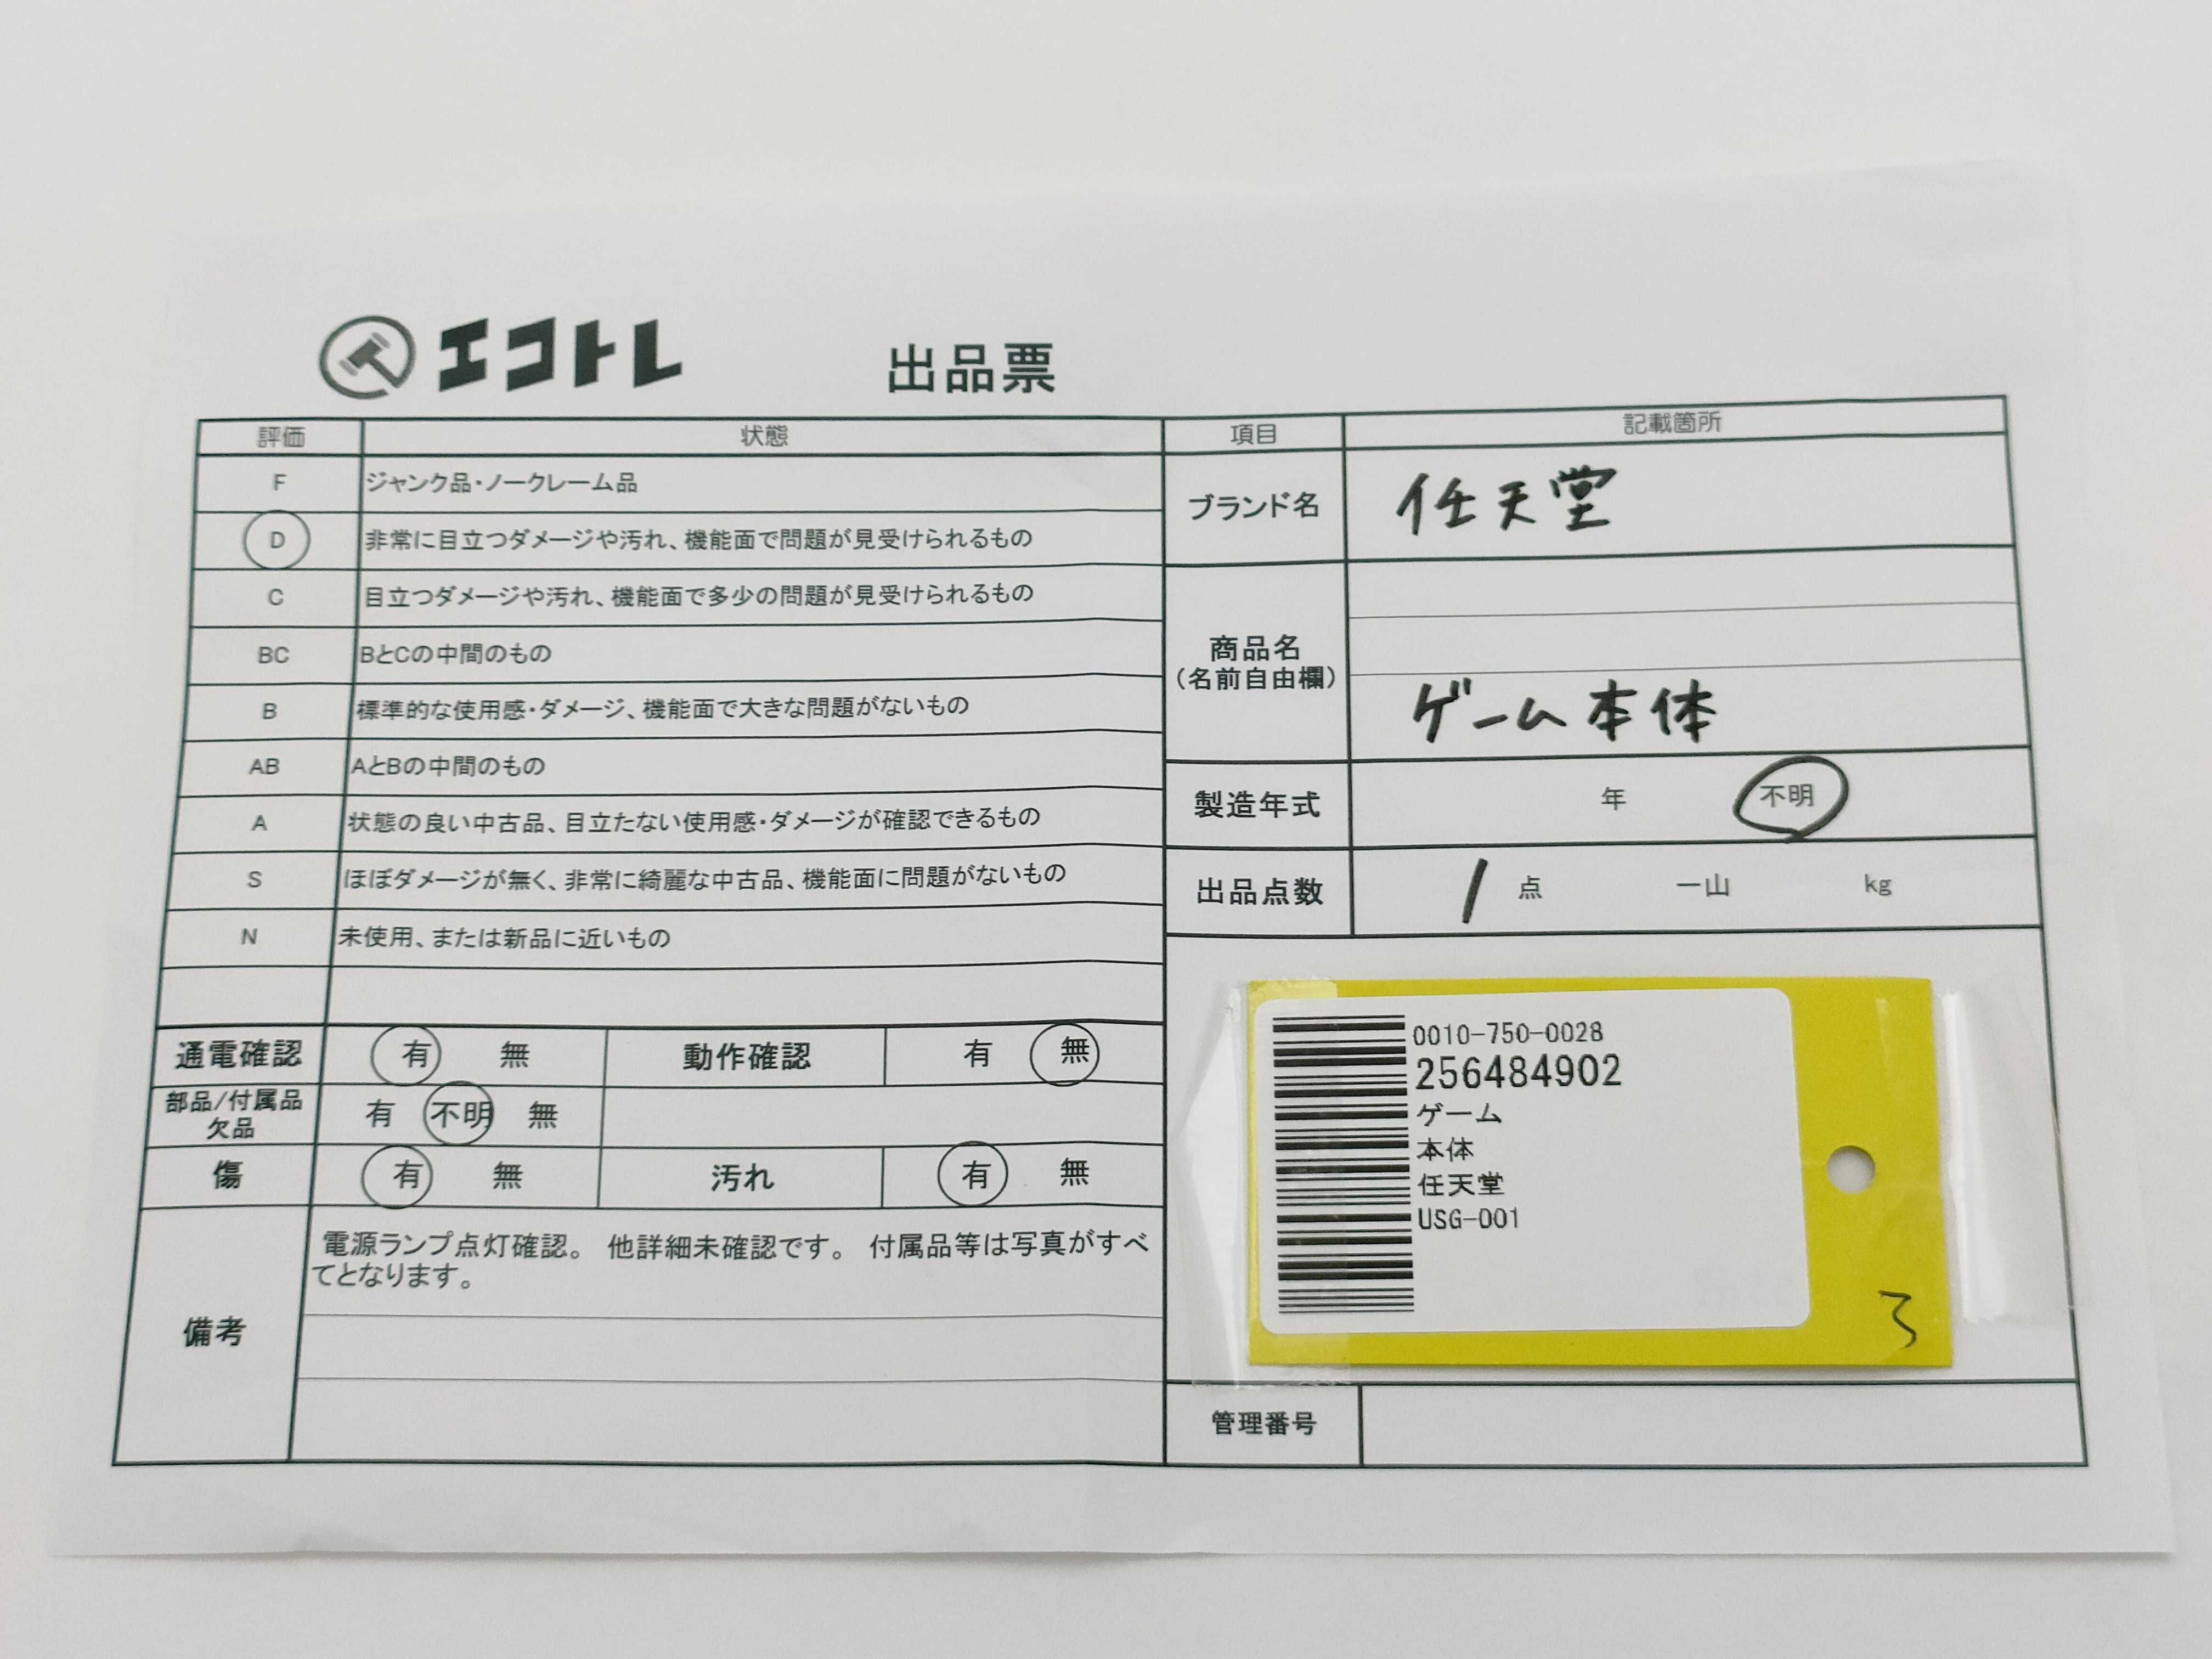 エコトレ
出品票
評価 状態
F ジャンク品・ノークレーム品
D 非常に目立つダメージや汚れ、機能面で問題が見受けられるもの
C 目立つダメージや汚れ、機能面で多少の問題が見受けられるもの
BC BとCの中間のもの
B 標準的な使用感・ダメージ、機能面で大きな問題がないもの
AB AとBの中間のもの
A 状態の良い中古品、目立たない使用感・ダメージが確認できるもの
S ほぼダメージが無く、非常に綺麗な中古品、機能面に問題がないもの
N 未使用、または新品に近いもの
通電確認 有 無 動作確認 有 無
部品/付属品
欠品
有 不明 無
傷 有 無 汚れ 有 無
備考
電源ランプ点灯確認。 他詳細未確認です。 付属品等は写真がすべ
てとなります。
項目 記載箇所
ブランド名 任天堂
商品名
(名前自由欄)
ゲーム本体
製造年式 年 不明
出品点数 1 点 一山 kg
0010-750-0028
256484902
ゲーム
本体
任天堂
USG-001
3
管理番号